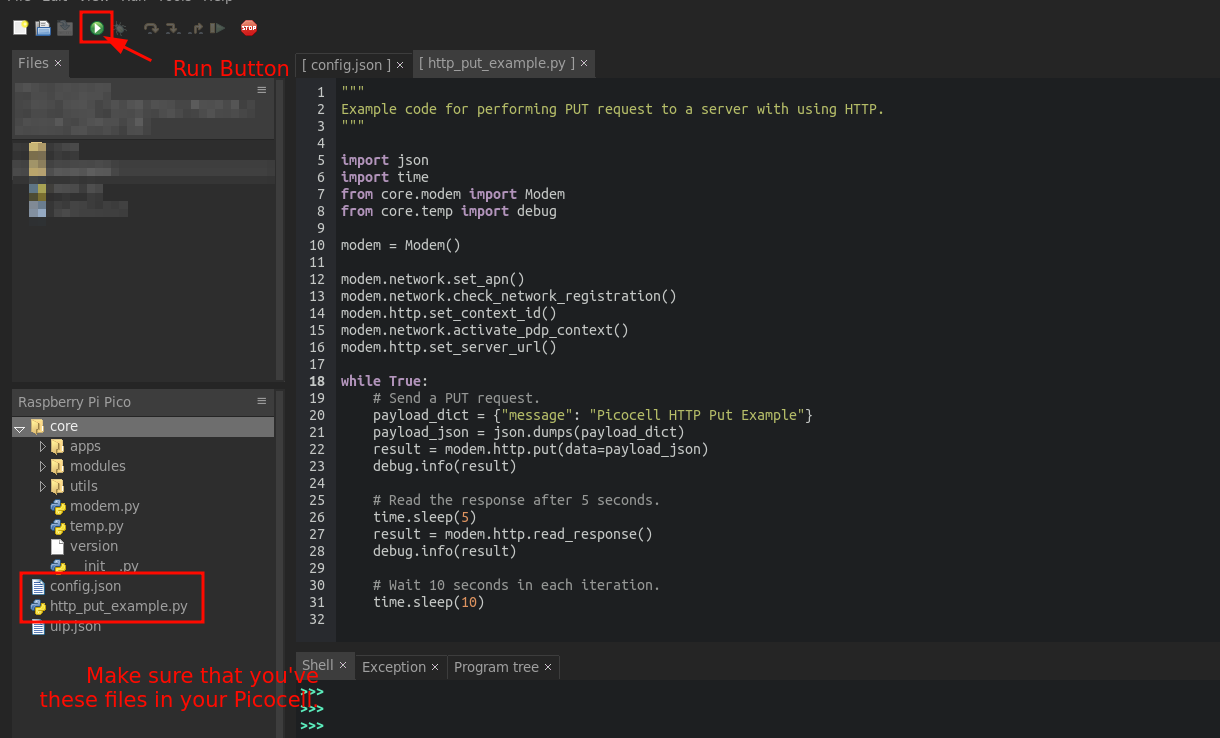 File Edit View Run Tools Help
STOP
Files ×
Run Button
[ config.json ] ×
[ http_put_example.py ] ×
1 """
2 Example code for performing PUT request to a server with using HTTP.
3 """
4
5 import json
6 import time
7 from core.modem import Modem
8 from core.temp import debug
9
10 modem = Modem()
11
12 modem.network.set_apn()
13 modem.network.check_network_registration()
14 modem.http.set_context_id()
15 modem.network.activate_pdp_context()
16 modem.http.set_server_url()
17
18 while True:
19     # Send a PUT request.
20     payload_dict = {"message": "Picocell HTTP Put Example"}
21     payload_json = json.dumps(payload_dict)
22     result = modem.http.put(data=payload_json)
23     debug.info(result)
24
25     # Read the response after 5 seconds.
26     time.sleep(5)
27     result = modem.http.read_response()
28     debug.info(result)
29
30     # Wait 10 seconds in each iteration.
31     time.sleep(10)
32
Raspberry Pi Pico
core
apps
modules
utils
modem.py
temp.py
version
__init__.py
config.json
http_put_example.py
ulp.json
Make sure that you've
these files in your Picocell.
Shell ×
Exception ×
Program tree ×
>>>
>>>
>>>